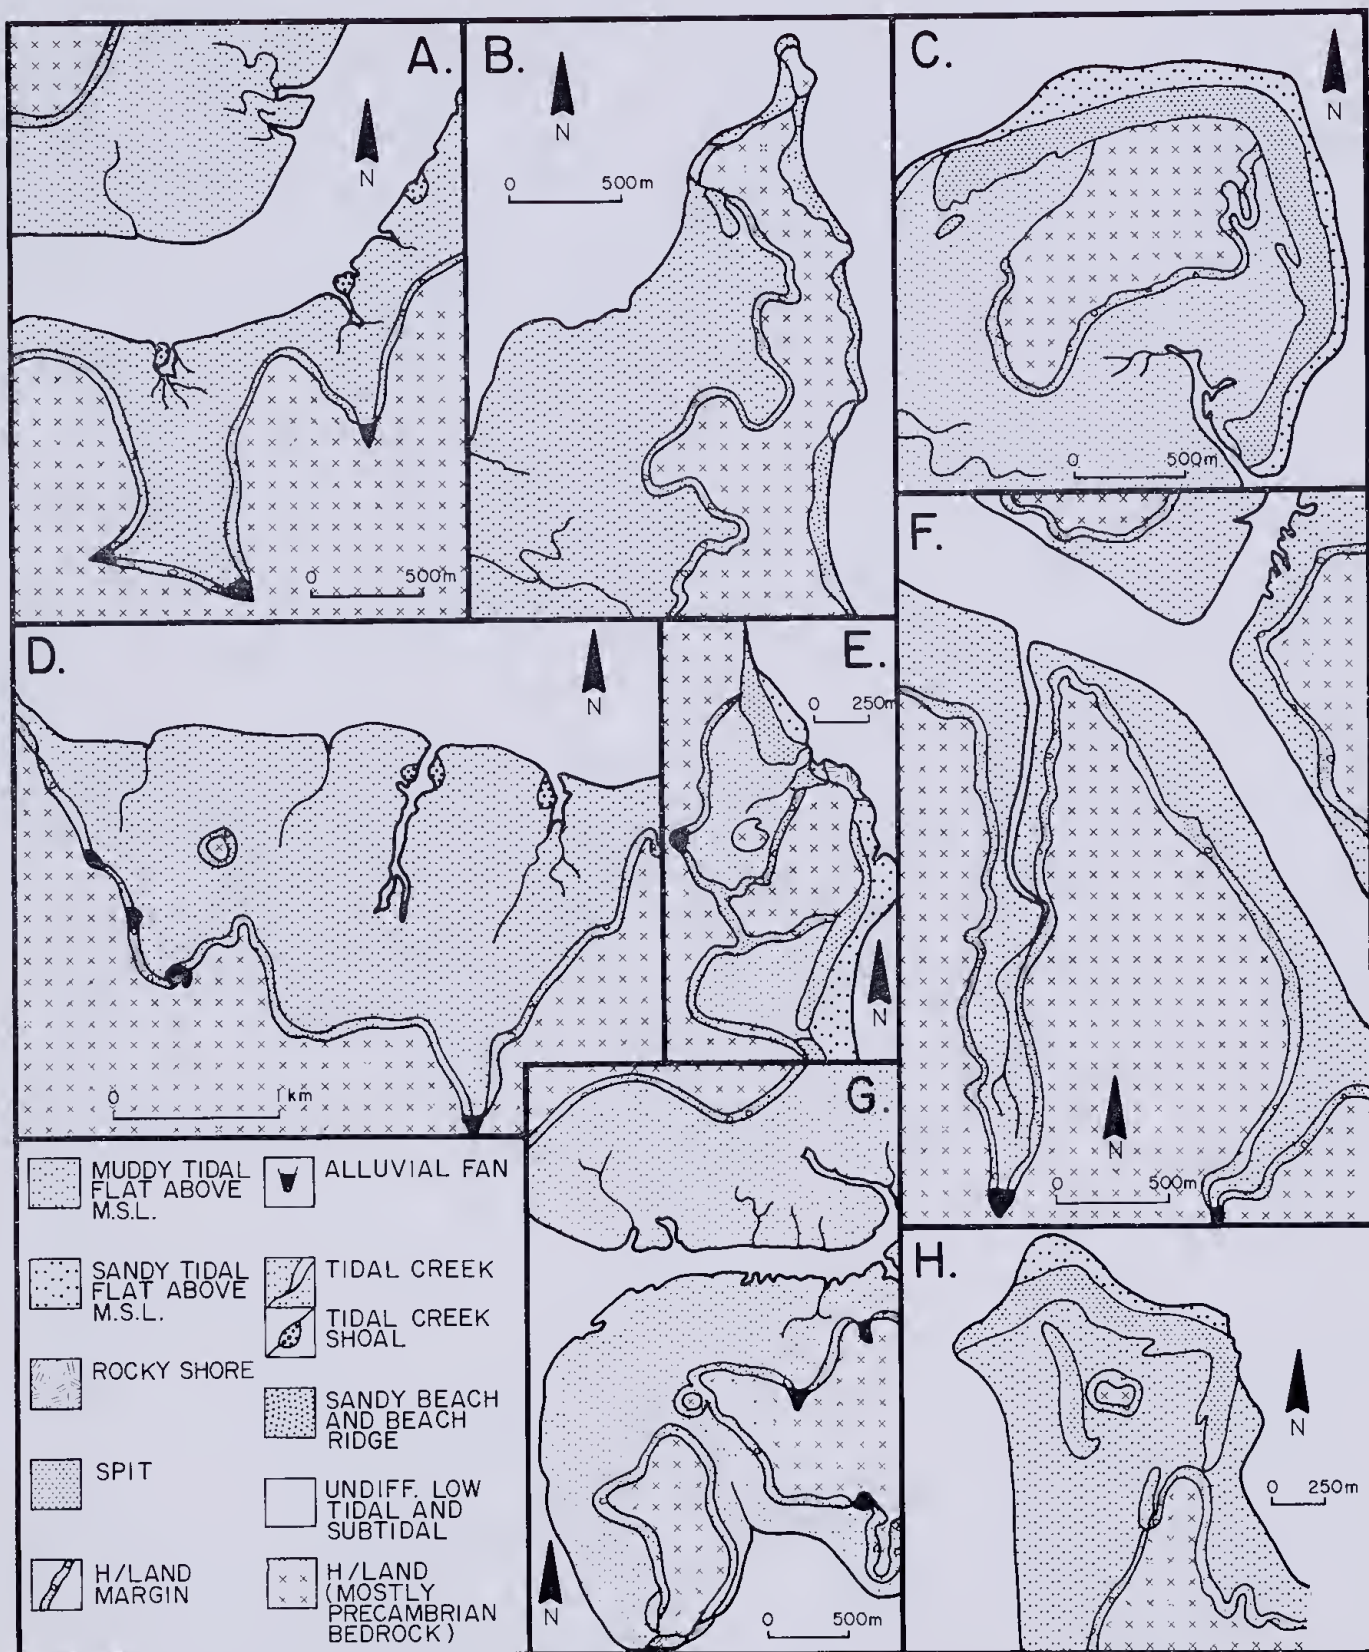 A.
N
0 500m
B.
N
0 500m
C.
N
0 500m
D.
N
0 1km
E.
0 250m
N
F.
N
0 500m
G.
N
0 500m
H.
N
0 250m
MUDDY TIDAL
FLAT ABOVE
M.S.L.
SANDY TIDAL
FLAT ABOVE
M.S.L.
ROCKY SHORE
SPIT
H/LAND
MARGIN
ALLUVIAL FAN
TIDAL CREEK
TIDAL CREEK
SHOAL
SANDY BEACH
AND BEACH
RIDGE
UNDIFF. LOW
TIDAL AND
SUBTIDAL
H/LAND
(MOSTLY
PRECAMBRIAN
BEDROCK)